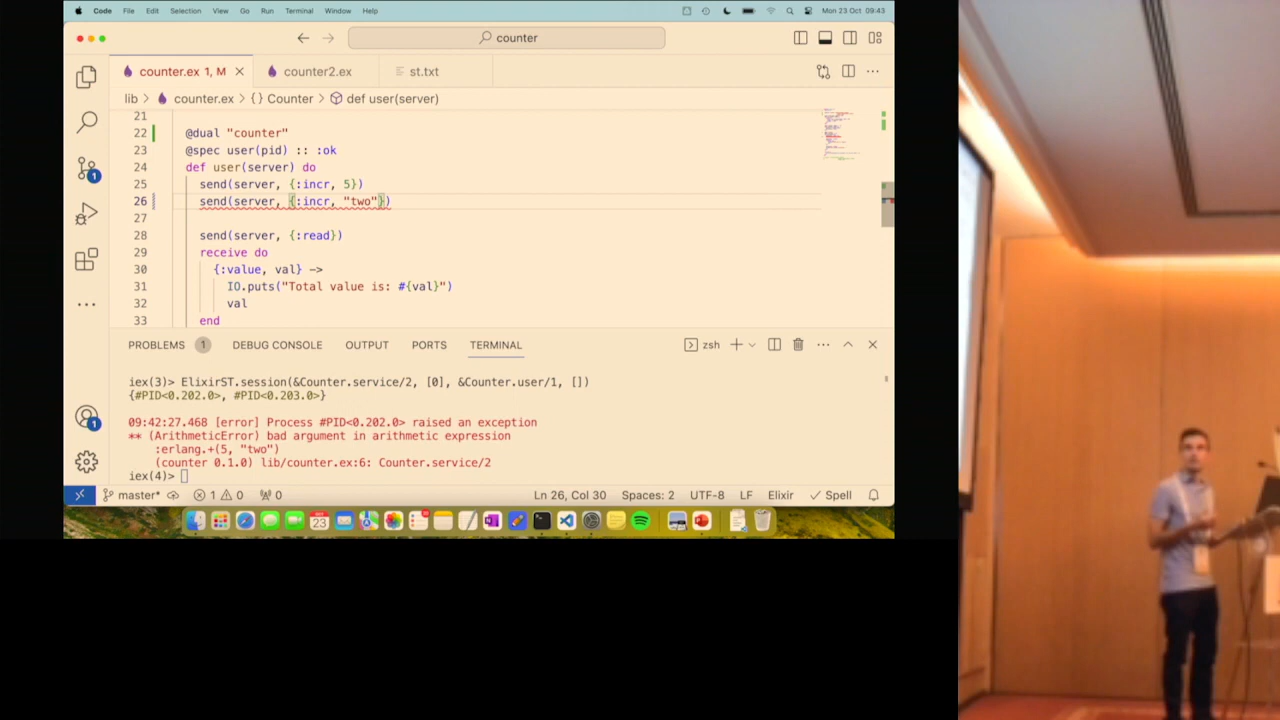 Code File Edit Selection View Go Run Terminal Window Help Mon 23 Oct 09:43
counter
counter.ex 1, M counter2.ex st.txt
lib > counter.ex > {} Counter > def user(server)
21
22 @dual "counter"
23 @spec user(pid) :: :ok
24 def user(server) do
25 send(server, {:incr, 5})
26 send(server, {:incr, "two"})
27
28 send(server, {:read})
29 receive do
30 {:value, val} ->
31 IO.puts("Total value is: #{val}")
32 val
33 end
PROBLEMS 1 DEBUG CONSOLE OUTPUT PORTS TERMINAL zsh
iex(3)> ElixirST.session(&Counter.service/2, [0], &Counter.user/1, [])
{#PID<0.202.0>, #PID<0.203.0>}
09:42:27.468 [error] Process #PID<0.202.0> raised an exception
** (ArithmeticError) bad argument in arithmetic expression
:erlang.+(5, "two")
(counter 0.1.0) lib/counter.ex:6: Counter.service/2
iex(4)>
master* 1 0 0 Ln 26, Col 30 Spaces: 2 UTF-8 LF Elixir Spell
1
1
23